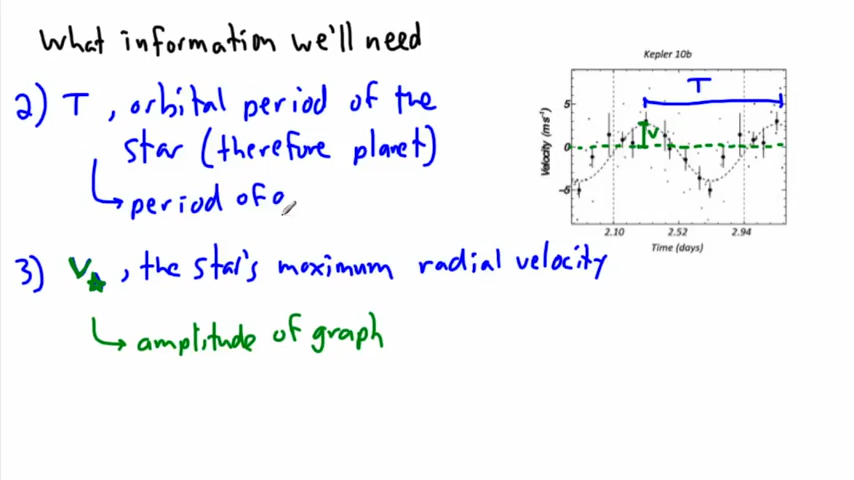 What information we'll need
2) T, orbital period of the
star (therefore planet)
period of
3) V★, the star's maximum radial velocity
amplitude of graph
Kepler 10b
T
V
5
0
-5
Velocity (m s⁻¹)
2.10 2.52 2.94
Time (days)